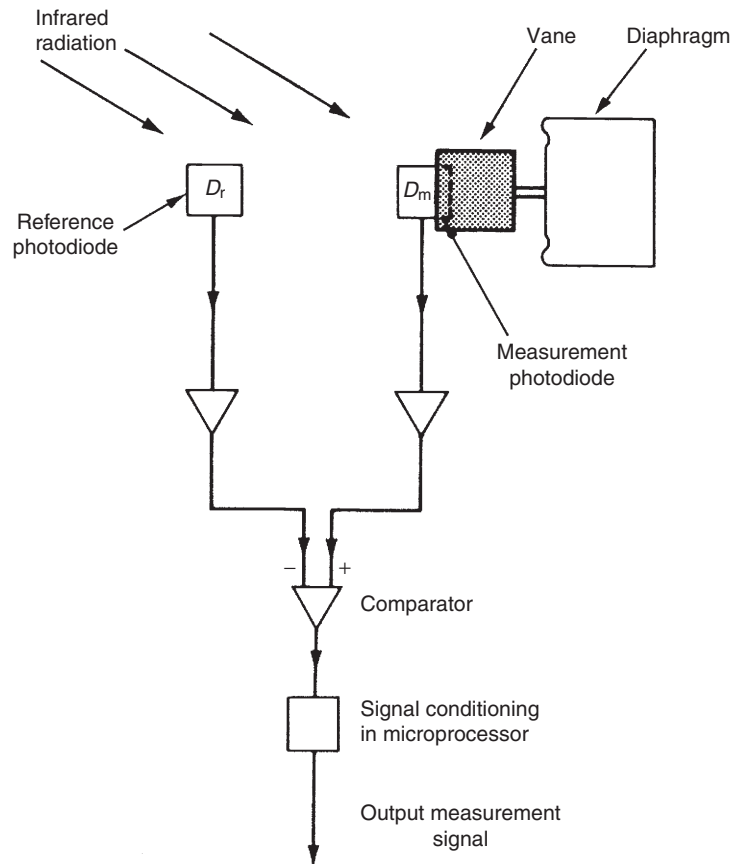 Infrared
radiation
Vane
Diaphragm
Dr
Dm
Reference
photodiode
Measurement
photodiode
– +
Comparator
Signal conditioning
in microprocessor
Output measurement
signal